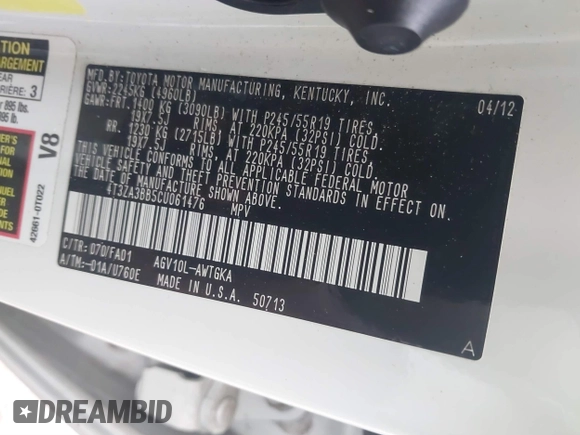 MFD.BY: TOYOTA MOTOR MANUFACTURING, KENTUCKY, INC.
GVWR: 2245KG (4960LB) 04/12
GAWR: FRT. 1400 KG (3090LB) WITH P245/55R19 TIRES,
19X7.5J RIMS, AT 220KPA (32PSI) COLD.
RR. 1230 KG (2715LB) WITH P245/55R19 TIRES,
19X7.5J RIMS, AT 220KPA (32PSI) COLD.
THIS VEHICLE CONFORMS TO ALL APPLICABLE FEDERAL MOTOR
VEHICLE SAFETY AND THEFT PREVENTION STANDARDS IN EFFECT
ON THE DATE OF MANUFACTURE SHOWN ABOVE.
4T3ZA3BB5CU061476 MPV
C/TR: 070/FA01 AGV10L-AWTGKA
A/TM: -01A/U760E MADE IN U.S.A. 50713
A
V8
42661-0T022
3
895 lbs.
DREAMBID